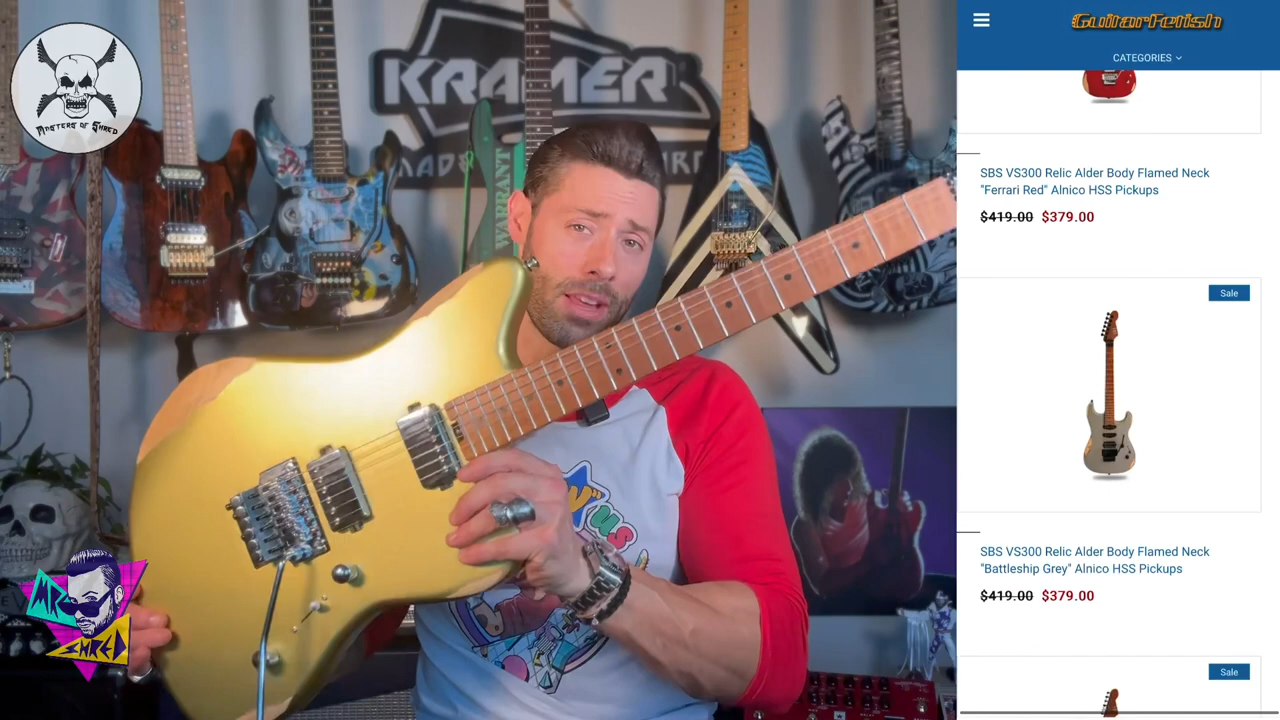 MASTERS OF SHRED
KRAMER
MADE
WARRANT
MR
SHRED
GuitarFetish
CATEGORIES
SBS VS300 Relic Alder Body Flamed Neck
"Ferrari Red" Alnico HSS Pickups
$419.00 $379.00
Sale
SBS VS300 Relic Alder Body Flamed Neck
"Battleship Grey" Alnico HSS Pickups
$419.00 $379.00
Sale